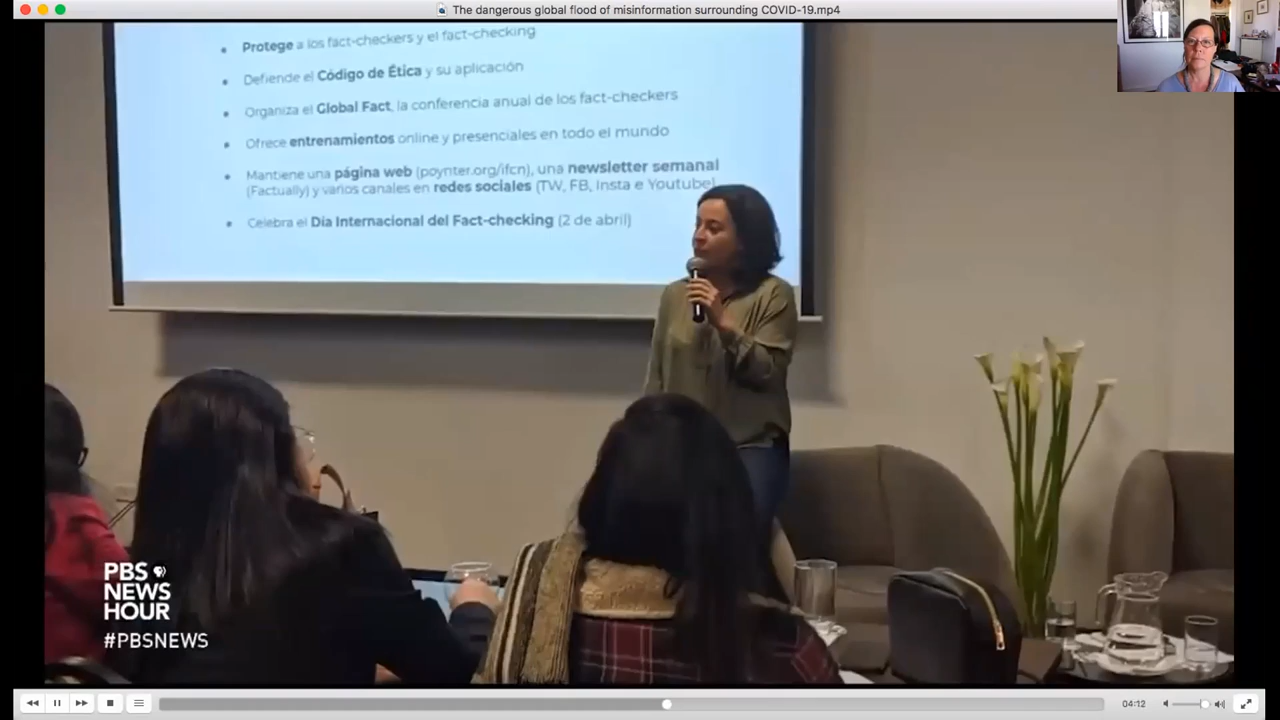 The dangerous global flood of misinformation surrounding COVID-19.mp4
Protege a los fact-checkers y el fact-checking
Defiende el Código de Ética y su aplicación
Organiza el Global Fact, la conferencia anual de los fact-checkers
Ofrece entrenamientos online y presenciales en todo el mundo
Mantiene una página web (poynter.org/ifcn), una newsletter semanal
(Factually) y varios canales en redes sociales (TW, FB, Insta e Youtube)
Celebra el Día Internacional del Fact-checking (2 de abril)
PBS
NEWS
HOUR
#PBSNEWS
04:12